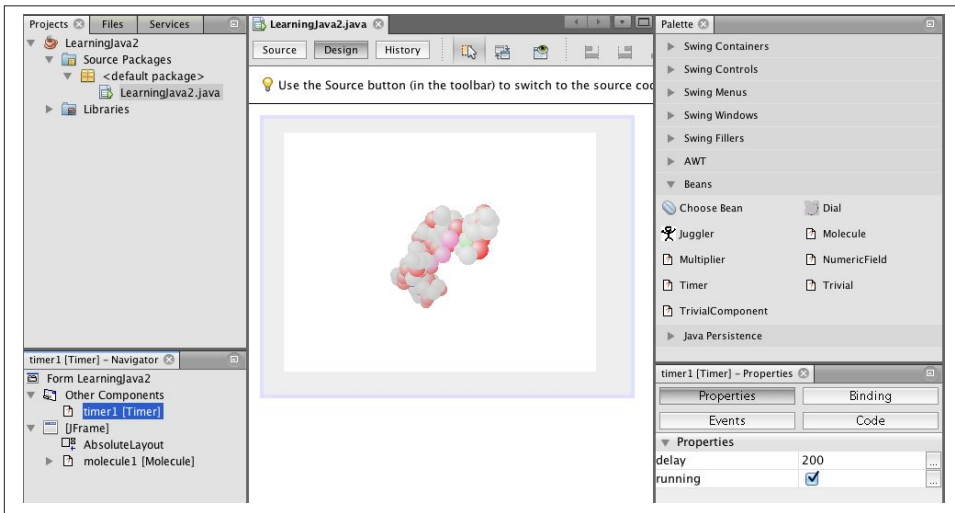 Projects
Files
Services
LearningJava2
Source Packages
<default package>
LearningJava2.java
Libraries
timer1 [Timer] – Navigator
Form LearningJava2
Other Components
timer1 [Timer]
[JFrame]
AbsoluteLayout
molecule1 [Molecule]
LearningJava2.java
Source
Design
History
Use the Source button (in the toolbar) to switch to the source cod
Palette
Swing Containers
Swing Controls
Swing Menus
Swing Windows
Swing Fillers
AWT
Beans
Choose Bean
Dial
Juggler
Molecule
Multiplier
NumericField
Timer
Trivial
TrivialComponent
Java Persistence
timer1 [Timer] – Properties
Properties
Binding
Events
Code
Properties
delay 200 ...
running ...